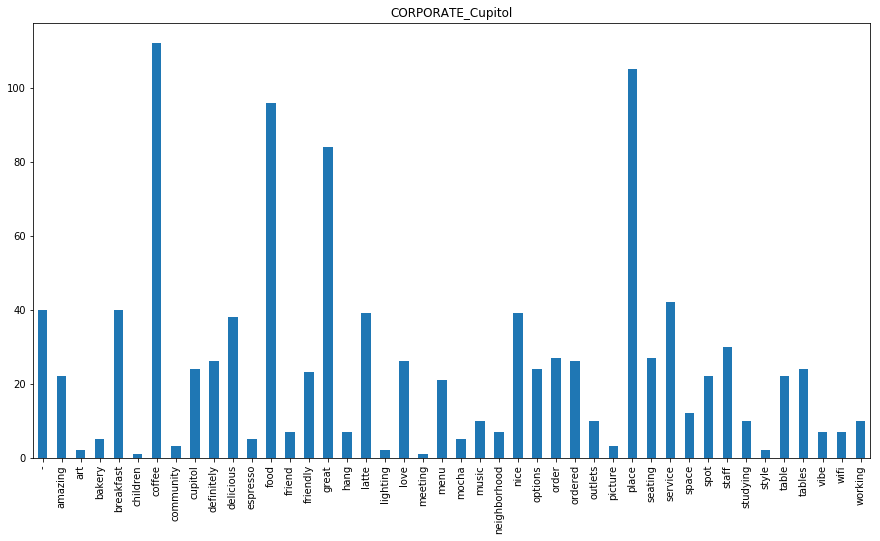 CORPORATE_Cupitol
100
80
60
40
20
0
-
amazing
art
bakery
breakfast
children
coffee
community
cupitol
definitely
delicious
espresso
food
friend
friendly
great
hang
latte
lighting
love
meeting
menu
mocha
music
neighborhood
nice
options
order
ordered
outlets
picture
place
seating
service
space
spot
staff
studying
style
table
tables
vibe
wifi
working